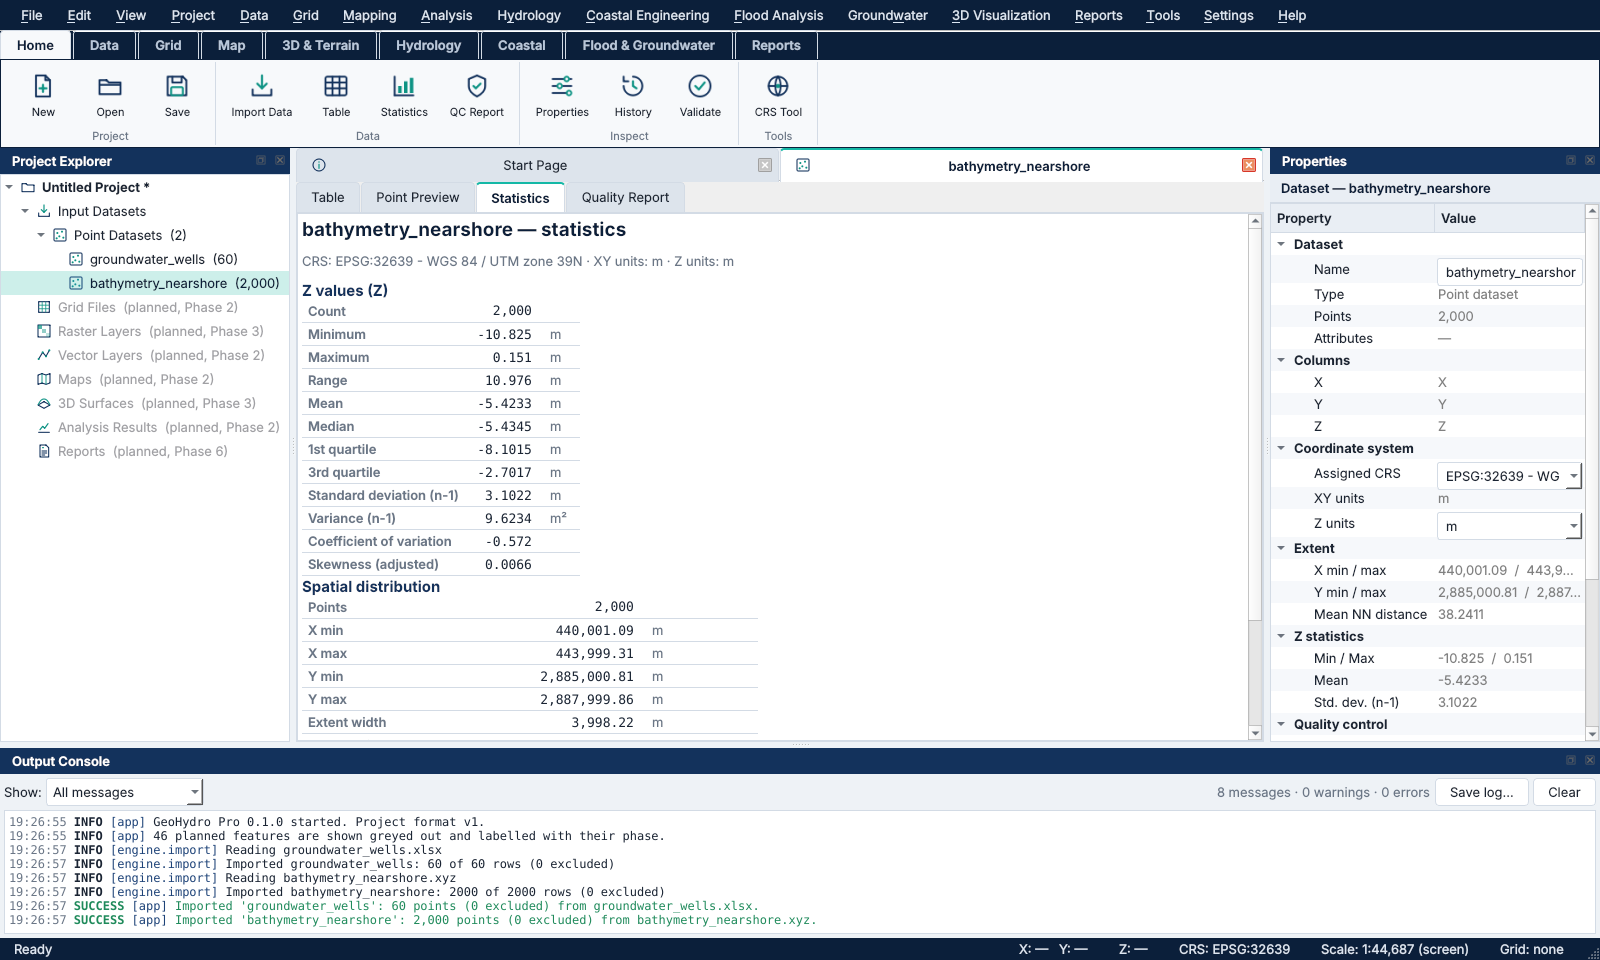 File Edit View Project Data Grid Mapping Analysis Hydrology Coastal Engineering Flood Analysis Groundwater 3D Visualization Reports Tools Settings Help
Home Data Grid Map 3D & Terrain Hydrology Coastal Flood & Groundwater Reports
New Open Save Import Data Table Statistics QC Report Properties History Validate CRS Tool
Project Data Inspect Tools
Project Explorer
Untitled Project *
Input Datasets
Point Datasets (2)
groundwater_wells (60)
bathymetry_nearshore (2,000)
Grid Files (planned, Phase 2)
Raster Layers (planned, Phase 3)
Vector Layers (planned, Phase 2)
Maps (planned, Phase 2)
3D Surfaces (planned, Phase 3)
Analysis Results (planned, Phase 2)
Reports (planned, Phase 6)
Start Page bathymetry_nearshore
Table Point Preview Statistics Quality Report
bathymetry_nearshore — statistics
CRS: EPSG:32639 - WGS 84 / UTM zone 39N · XY units: m · Z units: m
Z values (Z)
Count 2,000
Minimum -10.825 m
Maximum 0.151 m
Range 10.976 m
Mean -5.4233 m
Median -5.4345 m
1st quartile -8.1015 m
3rd quartile -2.7017 m
Standard deviation (n-1) 3.1022 m
Variance (n-1) 9.6234 m²
Coefficient of variation -0.572
Skewness (adjusted) 0.0066
Spatial distribution
Points 2,000
X min 440,001.09 m
X max 443,999.31 m
Y min 2,885,000.81 m
Y max 2,887,999.86 m
Extent width 3,998.22 m
Properties
Dataset — bathymetry_nearshore
Property Value
Dataset
Name bathymetry_nearshor
Type Point dataset
Points 2,000
Attributes —
Columns
X X
Y Y
Z Z
Coordinate system
Assigned CRS EPSG:32639 - WG
XY units m
Z units m
Extent
X min / max 440,001.09 / 443,9...
Y min / max 2,885,000.81 / 2,887...
Mean NN distance 38.2411
Z statistics
Min / Max -10.825 / 0.151
Mean -5.4233
Std. dev. (n-1) 3.1022
Quality control
Output Console
Show: All messages 8 messages · 0 warnings · 0 errors Save log... Clear
19:26:55 INFO [app] GeoHydro Pro 0.1.0 started. Project format v1.
19:26:55 INFO [app] 46 planned features are shown greyed out and labelled with their phase.
19:26:57 INFO [engine.import] Reading groundwater_wells.xlsx
19:26:57 INFO [engine.import] Imported groundwater_wells: 60 of 60 rows (0 excluded)
19:26:57 INFO [engine.import] Reading bathymetry_nearshore.xyz
19:26:57 INFO [engine.import] Imported bathymetry_nearshore: 2000 of 2000 rows (0 excluded)
19:26:57 SUCCESS [app] Imported 'groundwater_wells': 60 points (0 excluded) from groundwater_wells.xlsx.
19:26:57 SUCCESS [app] Imported 'bathymetry_nearshore': 2,000 points (0 excluded) from bathymetry_nearshore.xyz.
Ready X: — Y: — Z: — CRS: EPSG:32639 Scale: 1:44,687 (screen) Grid: none